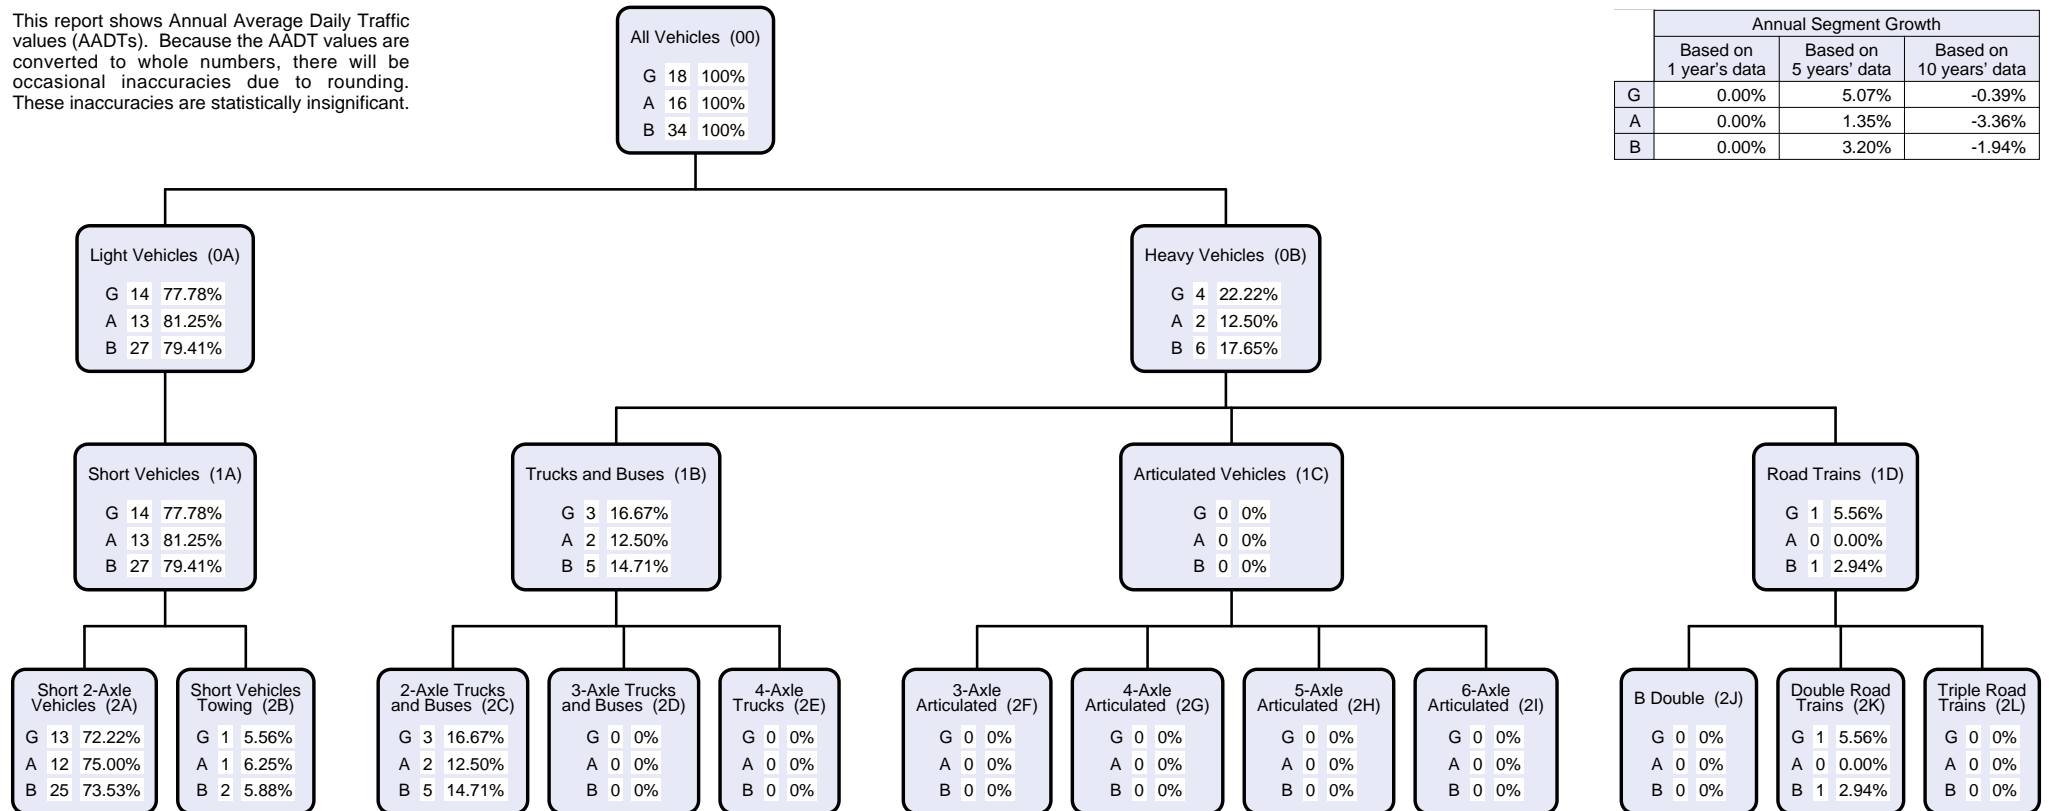 This report shows Annual Average Daily Traffic
values (AADTs).  Because the AADT values are
converted to whole numbers, there will be
occasional inaccuracies due to rounding.
These inaccuracies are statistically insignificant.
All Vehicles (00)
G 18 100%
A 16 100%
B 34 100%
Annual Segment Growth
Based on 1 year’s data Based on 5 years’ data Based on 10 years’ data
G 0.00% 5.07% -0.39%
A 0.00% 1.35% -3.36%
B 0.00% 3.20% -1.94%
Light Vehicles (0A)
G 14 77.78%
A 13 81.25%
B 27 79.41%
Heavy Vehicles (0B)
G 4 22.22%
A 2 12.50%
B 6 17.65%
Short Vehicles (1A)
G 14 77.78%
A 13 81.25%
B 27 79.41%
Trucks and Buses (1B)
G 3 16.67%
A 2 12.50%
B 5 14.71%
Articulated Vehicles (1C)
G 0 0%
A 0 0%
B 0 0%
Road Trains (1D)
G 1 5.56%
A 0 0.00%
B 1 2.94%
Short 2-Axle
Vehicles (2A)
G 13 72.22%
A 12 75.00%
B 25 73.53%
Short Vehicles
Towing (2B)
G 1 5.56%
A 1 6.25%
B 2 5.88%
2-Axle Trucks
and Buses (2C)
G 3 16.67%
A 2 12.50%
B 5 14.71%
3-Axle Trucks
and Buses (2D)
G 0 0%
A 0 0%
B 0 0%
4-Axle
Trucks (2E)
G 0 0%
A 0 0%
B 0 0%
3-Axle
Articulated (2F)
G 0 0%
A 0 0%
B 0 0%
4-Axle
Articulated (2G)
G 0 0%
A 0 0%
B 0 0%
5-Axle
Articulated (2H)
G 0 0%
A 0 0%
B 0 0%
6-Axle
Articulated (2I)
G 0 0%
A 0 0%
B 0 0%
B Double (2J)
G 0 0%
A 0 0%
B 0 0%
Double Road
Trains (2K)
G 1 5.56%
A 0 0.00%
B 1 2.94%
Triple Road
Trains (2L)
G 0 0%
A 0 0%
B 0 0%